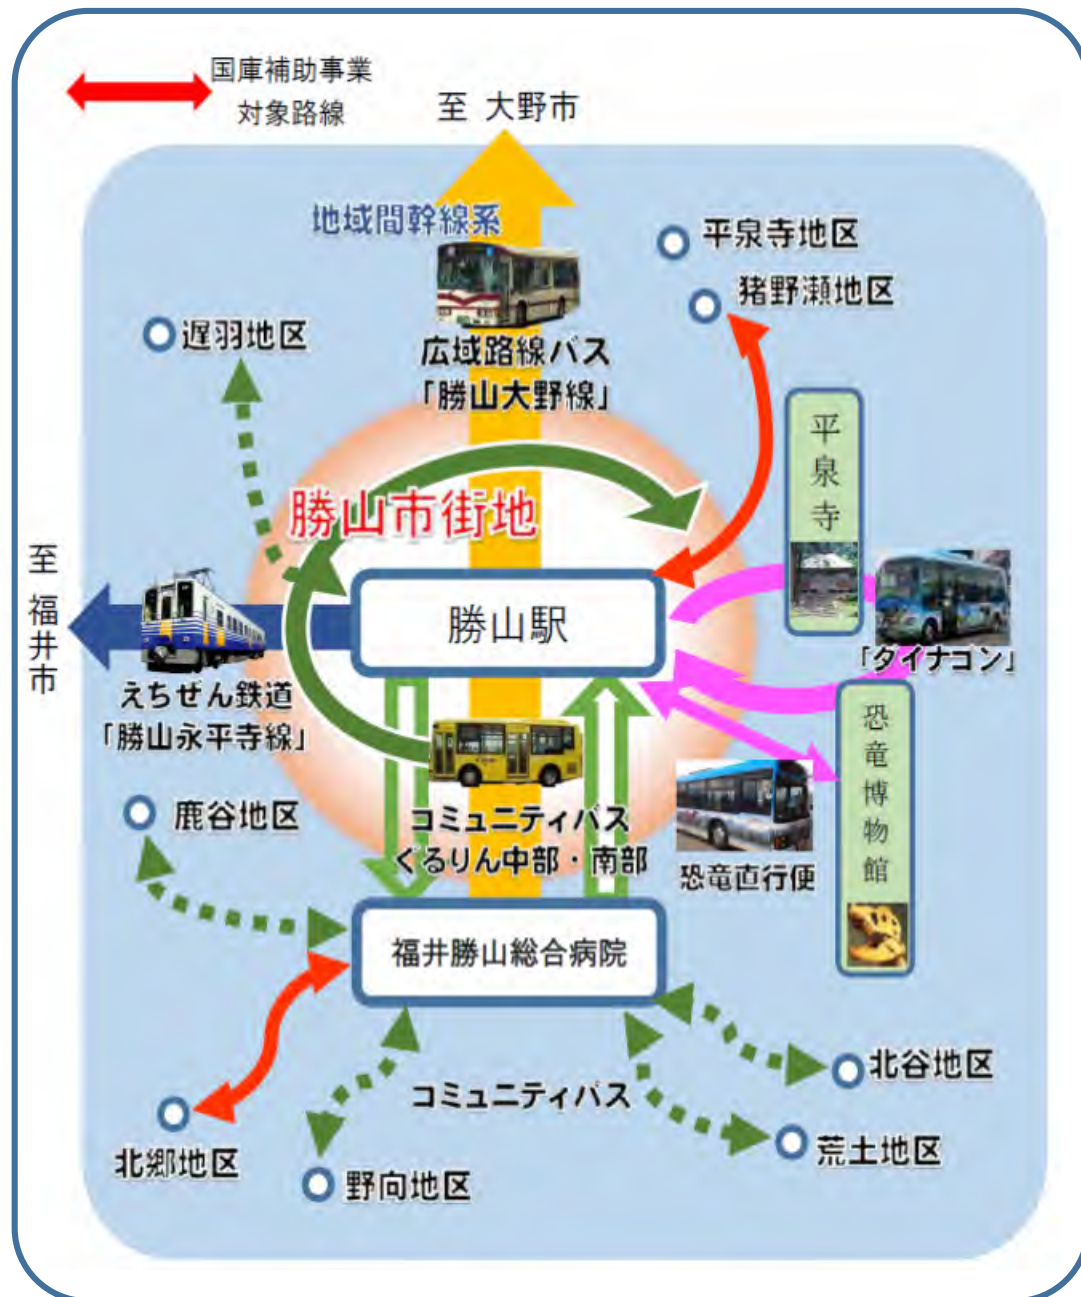 国庫補助事業
対象路線
至 大野市
地域間幹線系
平泉寺地区
猪野瀬地区
遅羽地区
広域路線バス
「勝山大野線」
平泉寺
勝山市街地
至 福井市
勝山駅
「ダイナゴン」
えちぜん鉄道
「勝山永平寺線」
恐竜博物館
鹿谷地区
コミュニティバス
ぐるりん中部・南部
恐竜直行便
福井勝山総合病院
北谷地区
コミュニティバス
荒土地区
北郷地区
野向地区